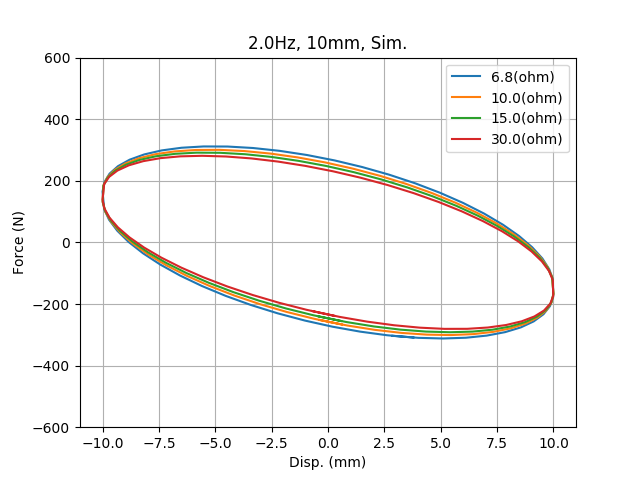 2.0Hz, 10mm, Sim.
6.8(ohm)
10.0(ohm)
15.0(ohm)
30.0(ohm)
600
400
200
0
−200
−400
−600
Force (N)
−10.0 −7.5 −5.0 −2.5 0.0 2.5 5.0 7.5 10.0
Disp. (mm)